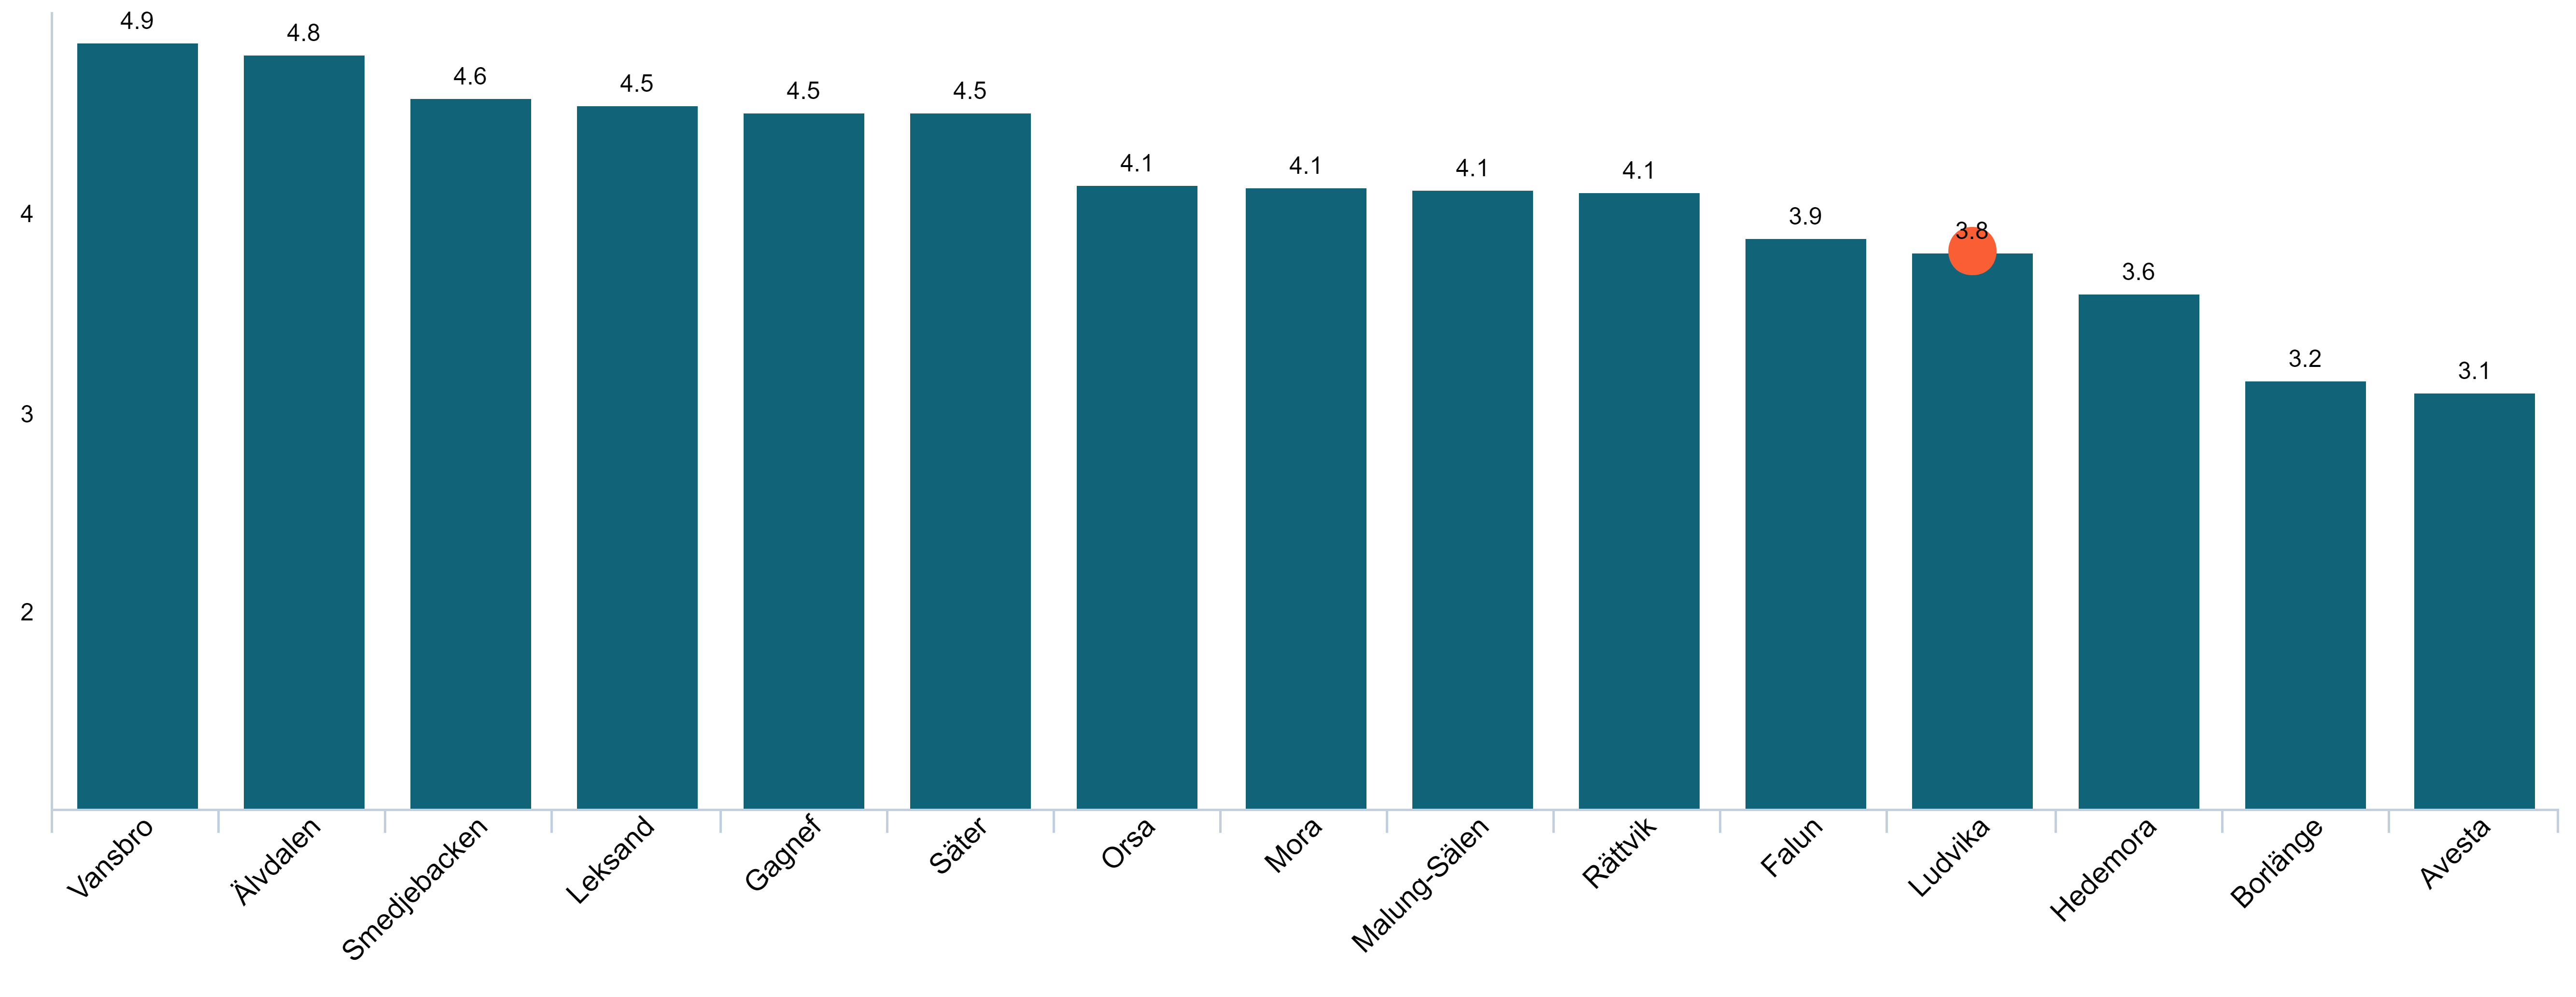 4.9
4.8
4.6
4.5
4.5
4.5
4.1
4.1
4.1
4.1
3.9
3.8
3.6
3.2
3.1
4
3
2
Vansbro
Älvdalen
Smedjebacken
Leksand
Gagnef
Säter
Orsa
Mora
Malung-Sälen
Rättvik
Falun
Ludvika
Hedemora
Borlänge
Avesta